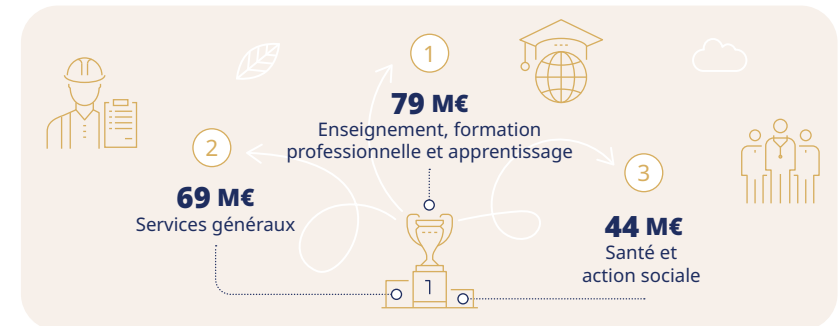 1
79 M€
Enseignement, formation
professionnelle et apprentissage
2
69 M€
Services généraux
3
44 M€
Santé et
action sociale
1